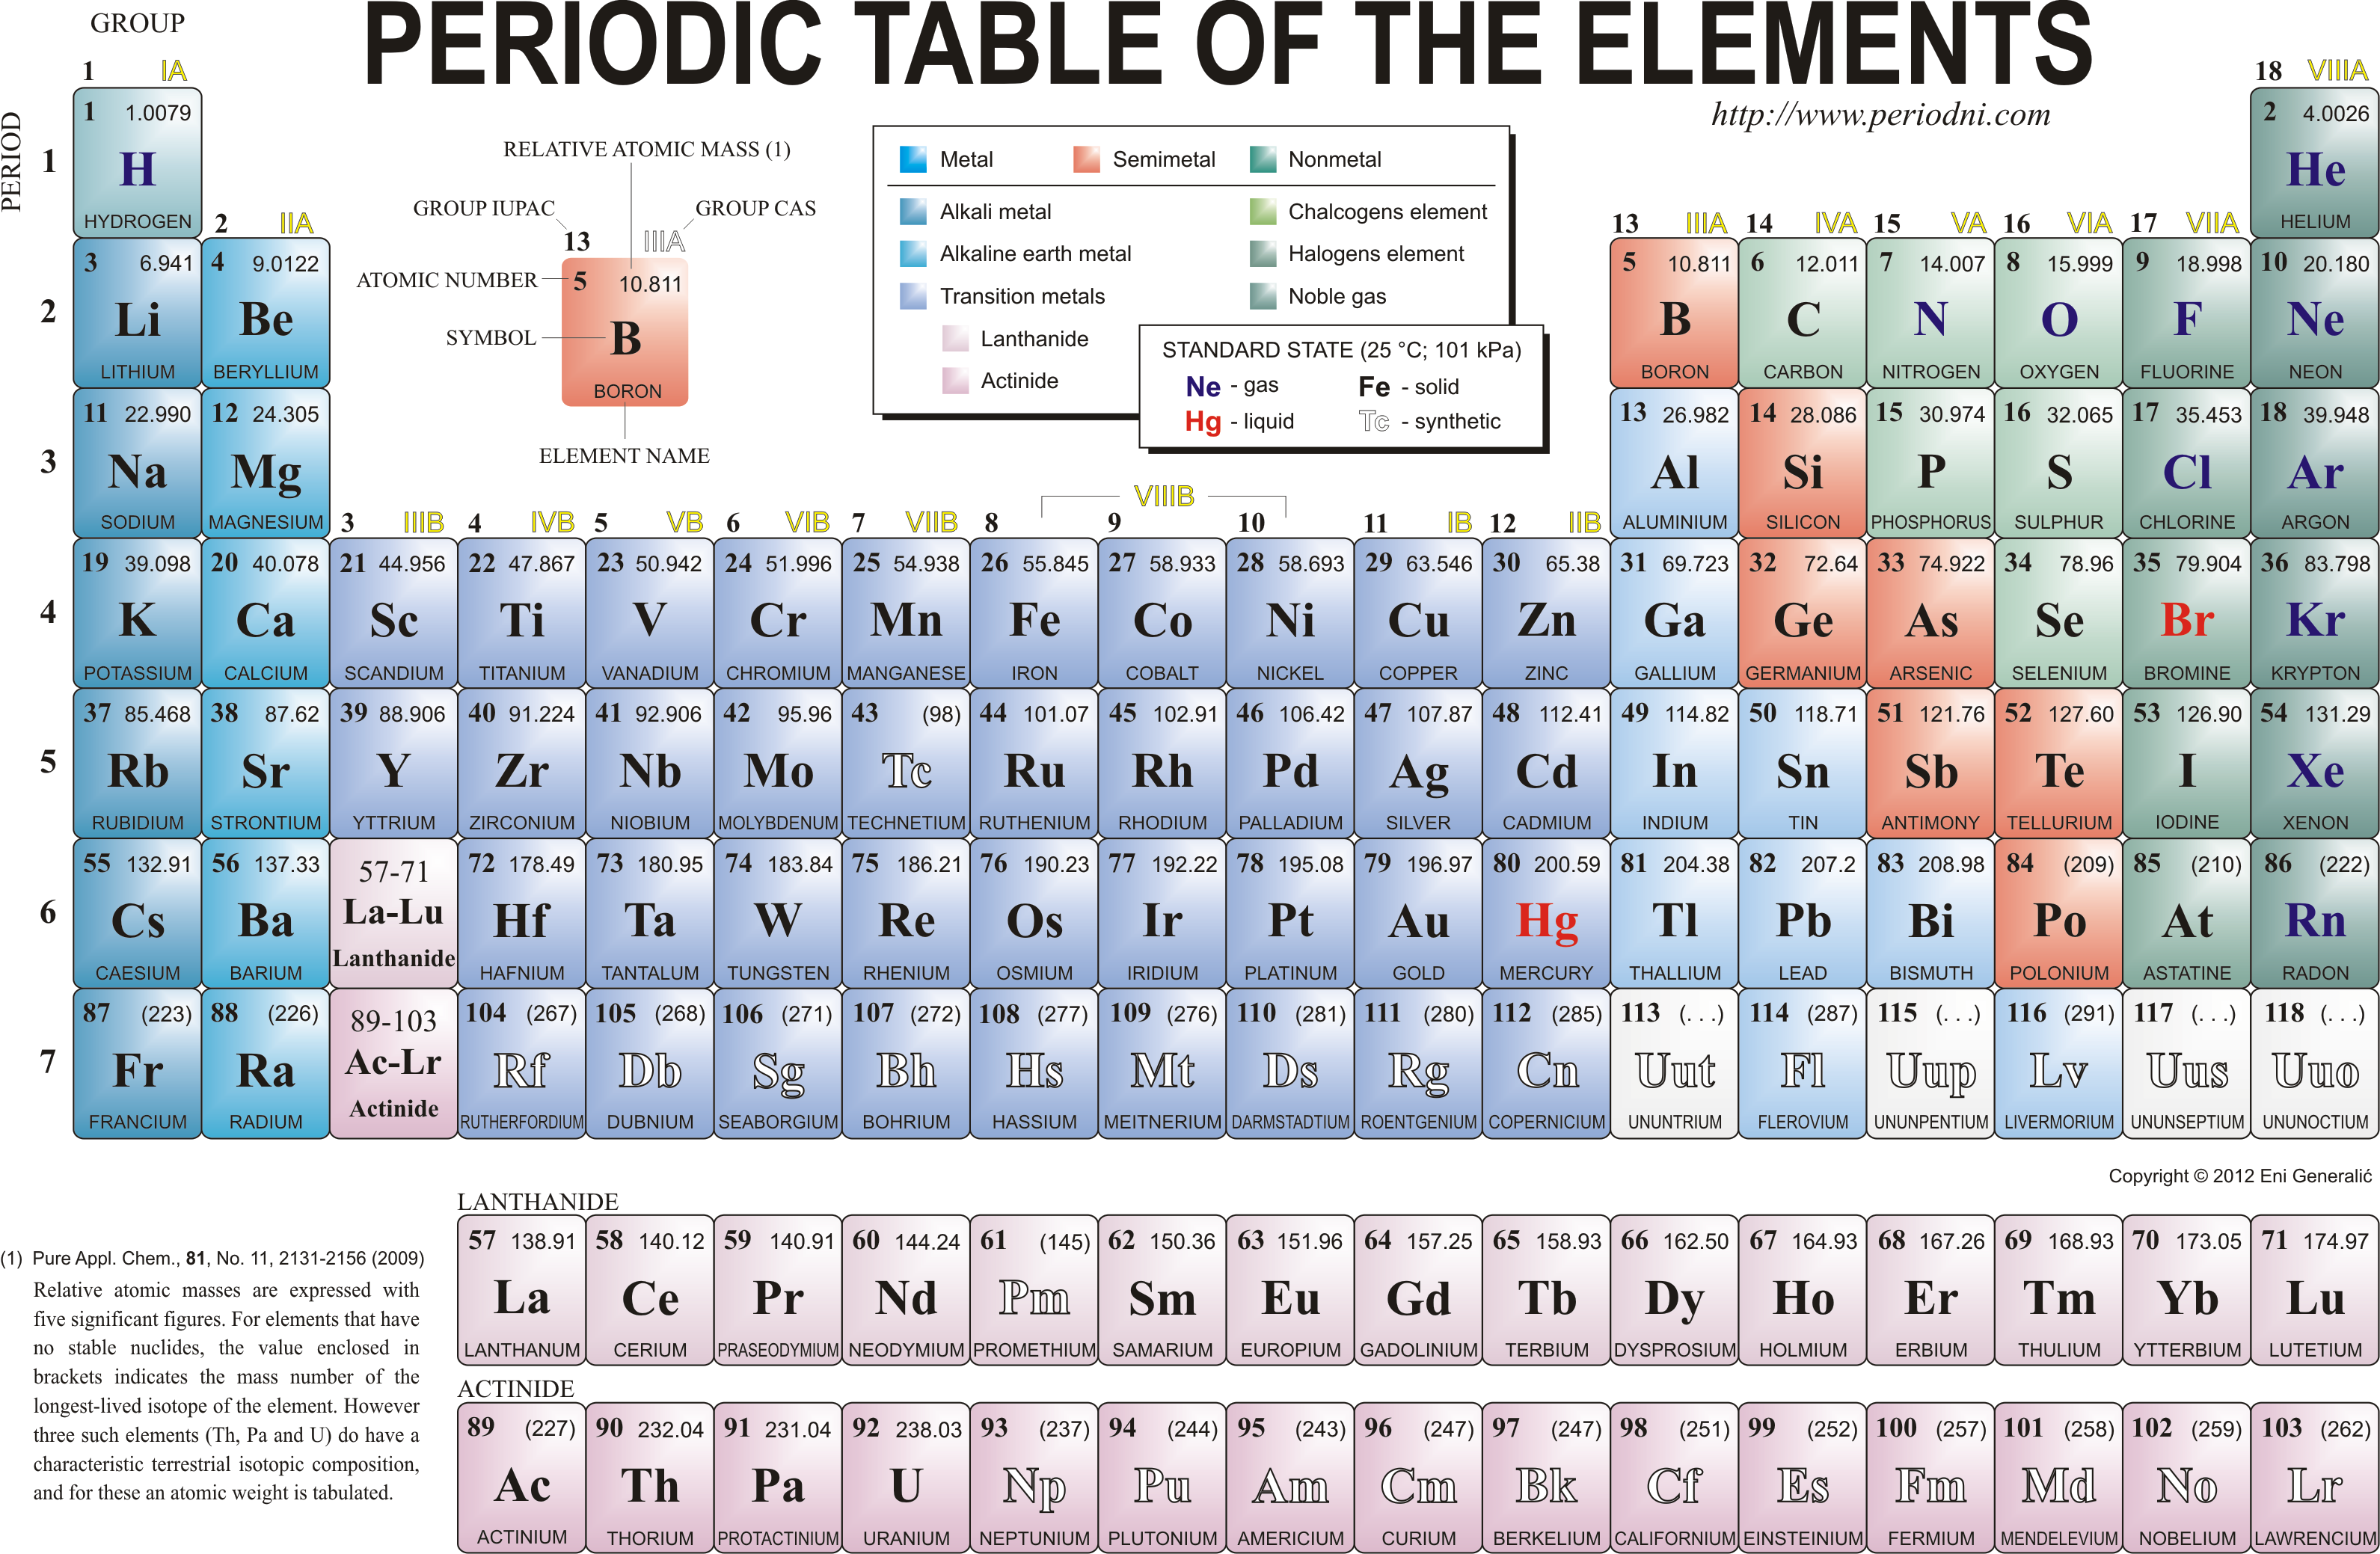 PERIODIC TABLE OF THE ELEMENTS
http://www.periodni.com
GROUP
PERIOD
1 IA
18 VIIIA
1 1.0079
H
HYDROGEN
2 4.0026
He
HELIUM
RELATIVE ATOMIC MASS (1)
GROUP IUPAC
GROUP CAS
13 IIIA
ATOMIC NUMBER
5 10.811
SYMBOL
B
BORON
ELEMENT NAME
Metal Semimetal Nonmetal
Alkali metal Chalcogens element
Alkaline earth metal Halogens element
Transition metals Noble gas
Lanthanide
Actinide
STANDARD STATE (25 °C; 101 kPa)
Ne - gas Fe - solid
Hg - liquid Tc - synthetic
1
2 IIA
13 IIIA 14 IVA 15 VA 16 VIA 17 VIIA
2
3 6.941 4 9.0122 5 10.811 6 12.011 7 14.007 8 15.999 9 18.998 10 20.180
Li Be B C N O F Ne
LITHIUM BERYLLIUM BORON CARBON NITROGEN OXYGEN FLUORINE NEON
3
11 22.990 12 24.305 13 26.982 14 28.086 15 30.974 16 32.065 17 35.453 18 39.948
Na Mg Al Si P S Cl Ar
SODIUM MAGNESIUM ALUMINIUM SILICON PHOSPHORUS SULPHUR CHLORINE ARGON
3 IIIB 4 IVB 5 VB 6 VIB 7 VIIB 8 9 VIIIB 10 11 IB 12 IIB
4
19 39.098 20 40.078 21 44.956 22 47.867 23 50.942 24 51.996 25 54.938 26 55.845 27 58.933 28 58.693 29 63.546 30 65.38 31 69.723 32 72.64 33 74.922 34 78.96 35 79.904 36 83.798
K Ca Sc Ti V Cr Mn Fe Co Ni Cu Zn Ga Ge As Se Br Kr
POTASSIUM CALCIUM SCANDIUM TITANIUM VANADIUM CHROMIUM MANGANESE IRON COBALT NICKEL COPPER ZINC GALLIUM GERMANIUM ARSENIC SELENIUM BROMINE KRYPTON
5
37 85.468 38 87.62 39 88.906 40 91.224 41 92.906 42 95.96 43 (98) 44 101.07 45 102.91 46 106.42 47 107.87 48 112.41 49 114.82 50 118.71 51 121.76 52 127.60 53 126.90 54 131.29
Rb Sr Y Zr Nb Mo Tc Ru Rh Pd Ag Cd In Sn Sb Te I Xe
RUBIDIUM STRONTIUM YTTRIUM ZIRCONIUM NIOBIUM MOLYBDENUM TECHNETIUM RUTHENIUM RHODIUM PALLADIUM SILVER CADMIUM INDIUM TIN ANTIMONY TELLURIUM IODINE XENON
6
55 132.91 56 137.33 57-71 72 178.49 73 180.95 74 183.84 75 186.21 76 190.23 77 192.22 78 195.08 79 196.97 80 200.59 81 204.38 82 207.2 83 208.98 84 (209) 85 (210) 86 (222)
Cs Ba La-Lu Hf Ta W Re Os Ir Pt Au Hg Tl Pb Bi Po At Rn
CAESIUM BARIUM Lanthanide HAFNIUM TANTALUM TUNGSTEN RHENIUM OSMIUM IRIDIUM PLATINUM GOLD MERCURY THALLIUM LEAD BISMUTH POLONIUM ASTATINE RADON
7
87 (223) 88 (226) 89-103 104 (267) 105 (268) 106 (271) 107 (272) 108 (277) 109 (276) 110 (281) 111 (280) 112 (285) 113 (. . .) 114 (287) 115 (. . .) 116 (291) 117 (. . .) 118 (. . .)
Fr Ra Ac-Lr Rf Db Sg Bh Hs Mt Ds Rg Cn Uut Fl Uup Lv Uus Uuo
FRANCIUM RADIUM Actinide RUTHERFORDIUM DUBNIUM SEABORGIUM BOHRIUM HASSIUM MEITNERIUM DARMSTADTIUM ROENTGENIUM COPERNICIUM UNUNTRIUM FLEROVIUM UNUNPENTIUM LIVERMORIUM UNUNSEPTIUM UNUNOCTIUM
Copyright © 2012 Eni Generalić
LANTHANIDE
57 138.91 58 140.12 59 140.91 60 144.24 61 (145) 62 150.36 63 151.96 64 157.25 65 158.93 66 162.50 67 164.93 68 167.26 69 168.93 70 173.05 71 174.97
La Ce Pr Nd Pm Sm Eu Gd Tb Dy Ho Er Tm Yb Lu
LANTHANUM CERIUM PRASEODYMIUM NEODYMIUM PROMETHIUM SAMARIUM EUROPIUM GADOLINIUM TERBIUM DYSPROSIUM HOLMIUM ERBIUM THULIUM YTTERBIUM LUTETIUM
ACTINIDE
89 (227) 90 232.04 91 231.04 92 238.03 93 (237) 94 (244) 95 (243) 96 (247) 97 (247) 98 (251) 99 (252) 100 (257) 101 (258) 102 (259) 103 (262)
Ac Th Pa U Np Pu Am Cm Bk Cf Es Fm Md No Lr
ACTINIUM THORIUM PROTACTINIUM URANIUM NEPTUNIUM PLUTONIUM AMERICIUM CURIUM BERKELIUM CALIFORNIUM EINSTEINIUM FERMIUM MENDELEVIUM NOBELIUM LAWRENCIUM
(1) Pure Appl. Chem., 81, No. 11, 2131-2156 (2009)
Relative atomic masses are expressed with
five significant figures. For elements that have
no stable nuclides, the value enclosed in
brackets indicates the mass number of the
longest-lived isotope of the element. However
three such elements (Th, Pa and U) do have a
characteristic terrestrial isotopic composition,
and for these an atomic weight is tabulated.